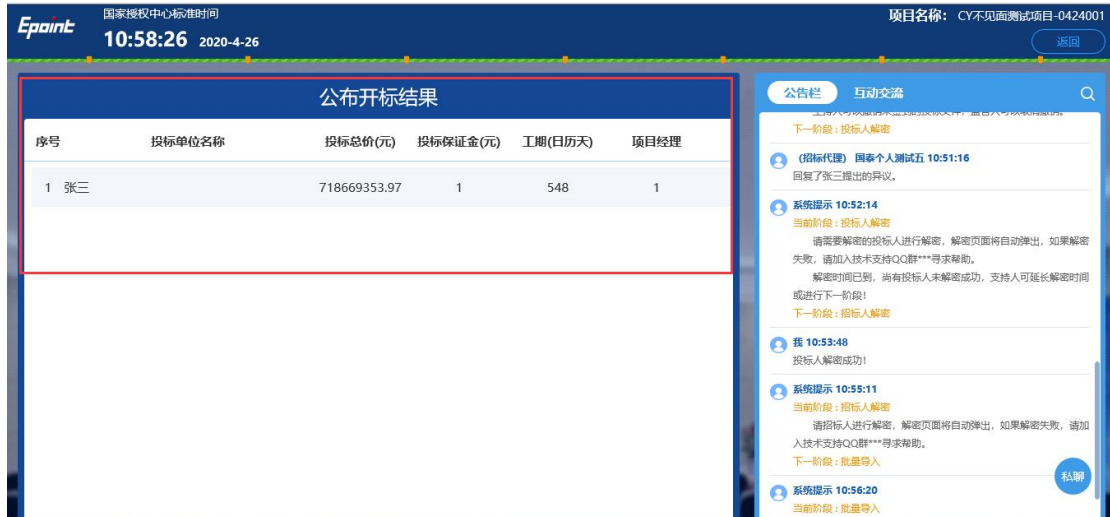 Epoint
国家授权中心标准时间
10:58:26 2020-4-26
项目名称： CY不见面测试项目-0424001
返回
公布开标结果
序号 投标单位名称 投标总价(元) 投标保证金(元) 工期(日历天) 项目经理
1 张三 718669353.97 1 548 1
公告栏 互动交流
下一阶段：投标人解密
(招标代理) 国泰个人测试五 10:51:16
回复了张三提出的异议。
系统提示 10:52:14
当前阶段：投标人解密
请需要解密的投标人进行解密，解密页面将自动弹出，如果解密
失败，请加入技术支持QQ群***寻求帮助。
解密时间已到，尚有投标人未解密成功，支持人可延长解密时间
或进行下一阶段！
下一阶段：招标人解密
我 10:53:48
投标人解密成功！
系统提示 10:55:11
当前阶段：招标人解密
请招标人进行解密，解密页面将自动弹出，如果解密失败，请加
入技术支持QQ群***寻求帮助。
下一阶段：批量导入
私聊
系统提示 10:56:20
当前阶段：批量导入